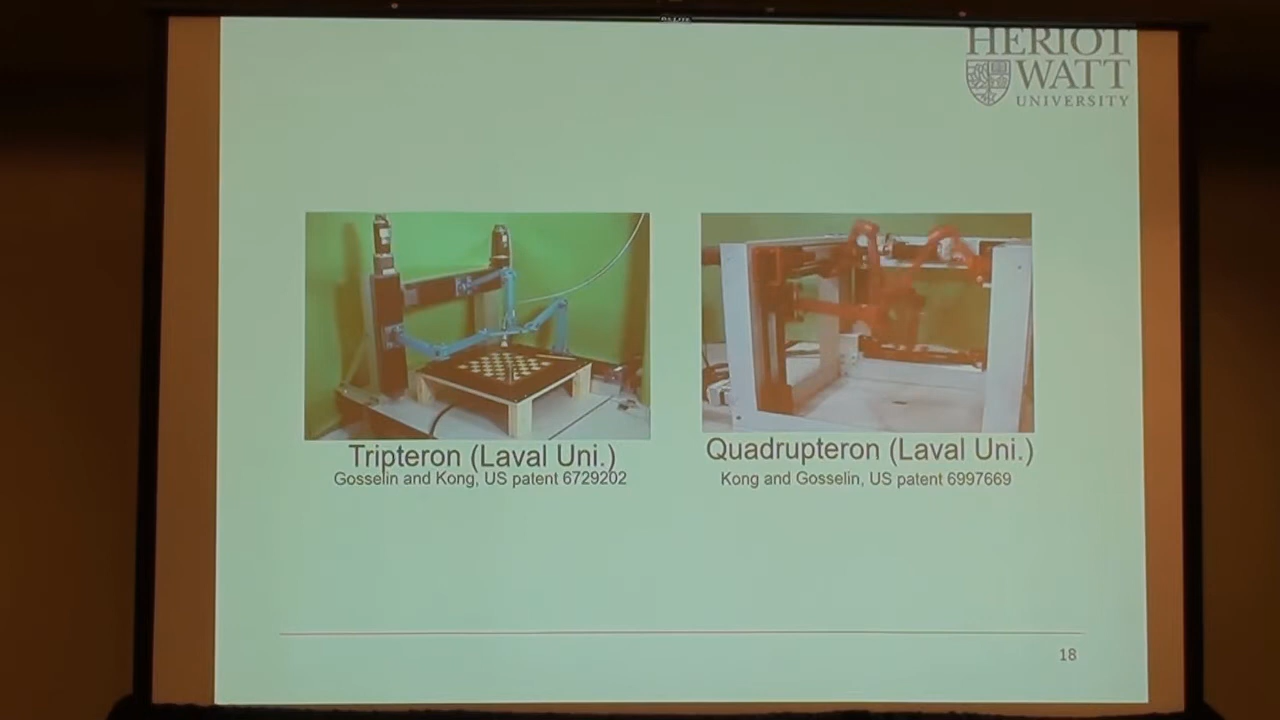 HERIOT
WATT
UNIVERSITY
Tripteron (Laval Uni.)
Gosselin and Kong, US patent 6729202
Quadrupteron (Laval Uni.)
Kong and Gosselin, US patent 6997669
18